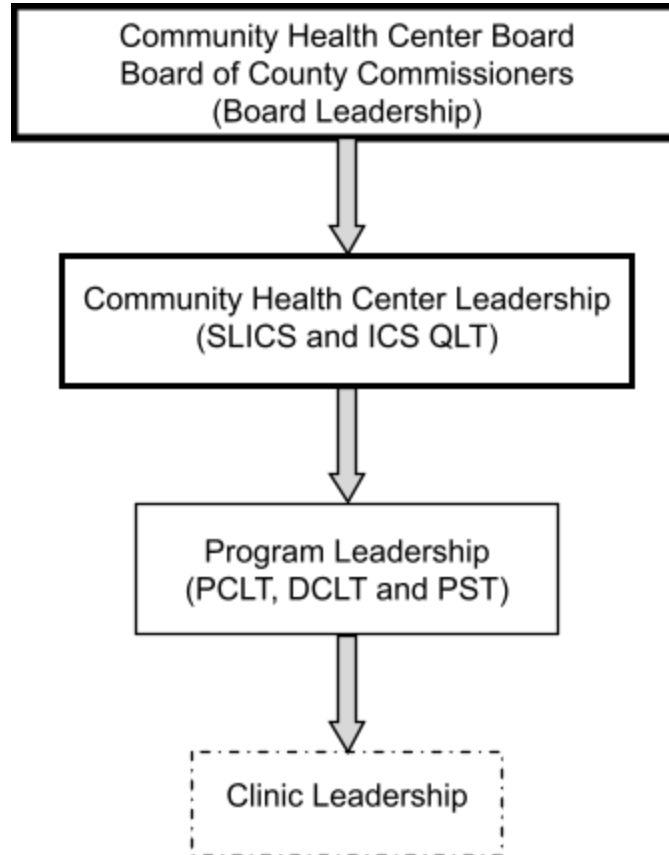 Community Health Center Board
Board of County Commissioners
(Board Leadership)
Community Health Center Leadership
(SLICS and ICS QLT)
Program Leadership
(PCLT, DCLT and PST)
Clinic Leadership